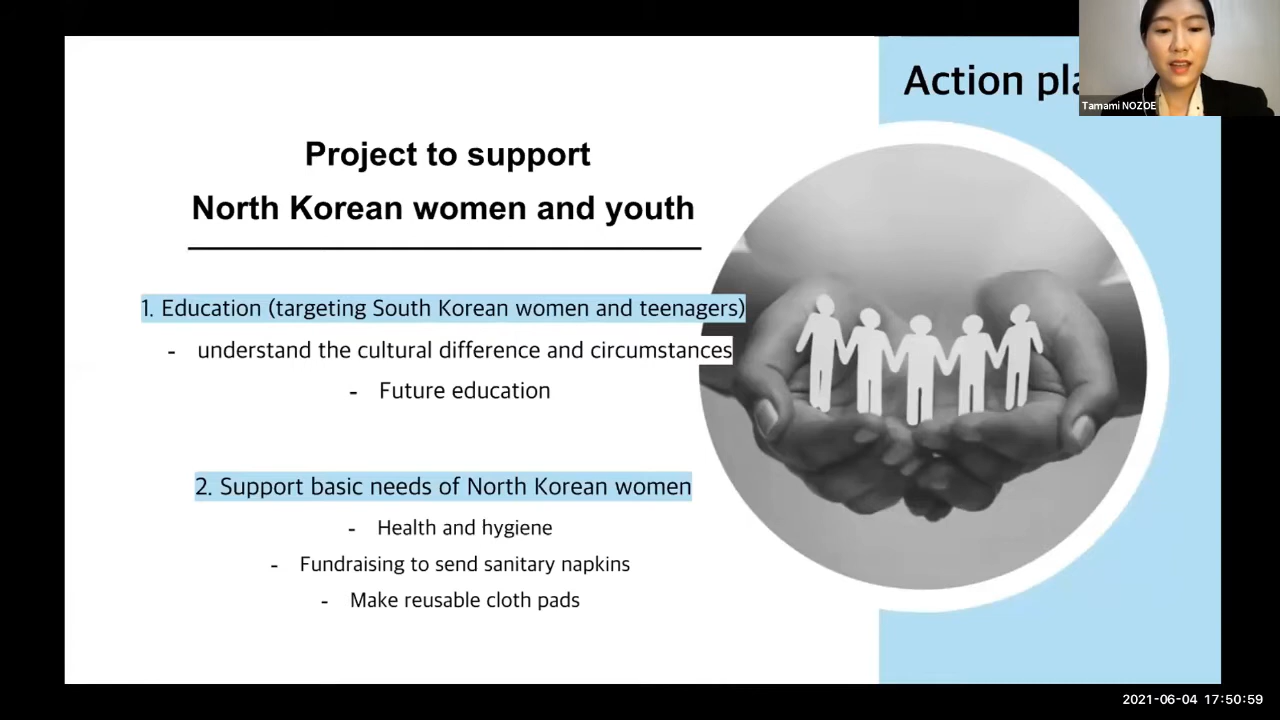 Action pla
Tamami NOZOE
Project to support
North Korean women and youth
1. Education (targeting South Korean women and teenagers)
- understand the cultural difference and circumstances
- Future education
2. Support basic needs of North Korean women
- Health and hygiene
- Fundraising to send sanitary napkins
- Make reusable cloth pads
2021-06-04 17:50:59